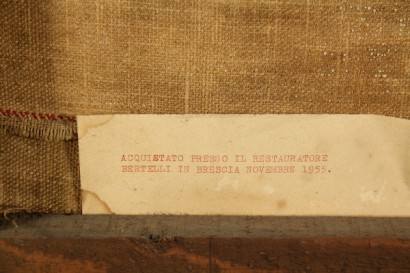 ACQUISTATO PRESSO IL RESTAURATORE
BERTELLI IN BRESCIA NOVEMBRE 1955.